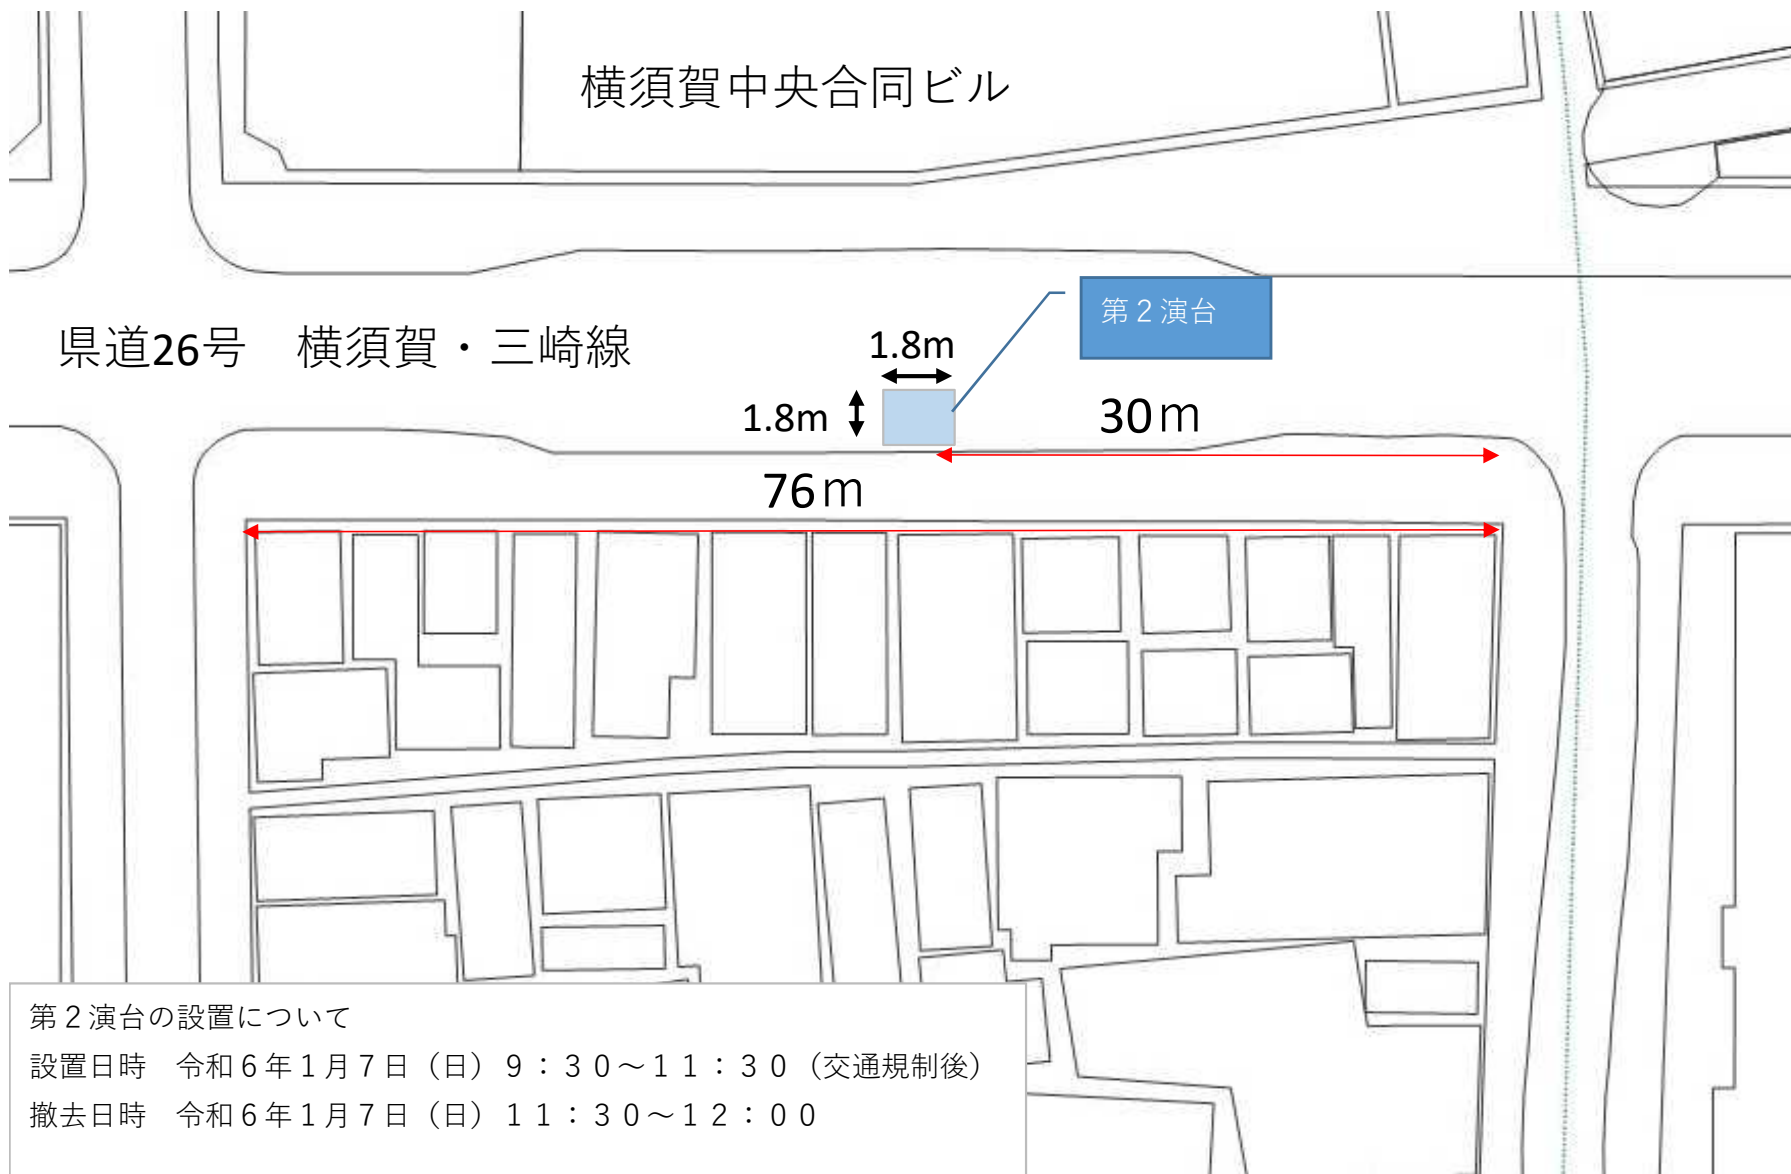 横須賀中央合同ビル
第２演台
県道26号　横須賀・三崎線
1.8m
1.8m
30ｍ
76ｍ
第２演台の設置について
設置日時　令和６年１月７日（日）９：３０～１１：３０（交通規制後）
撤去日時　令和６年１月７日（日）１１：３０～１２：００